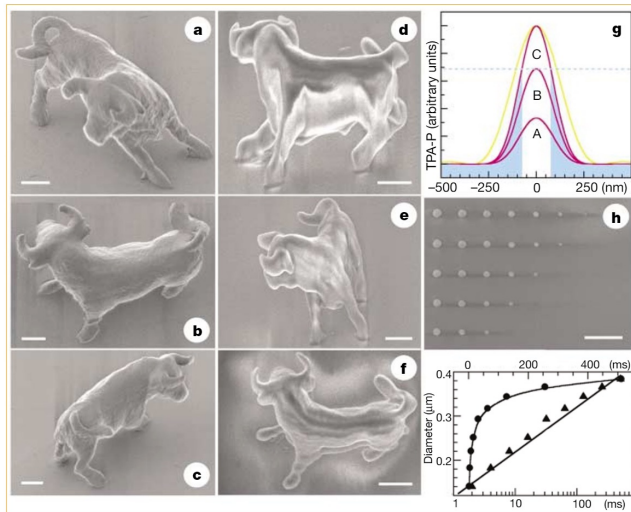 a
d
g
TPA-P (arbitrary units)
C
B
A
−500 −250 0 250 (nm)
b
e
h
c
f
0 200 400 (ms)
Diameter (μm)
0.4
0.3
0.2
1 10 100 (ms)